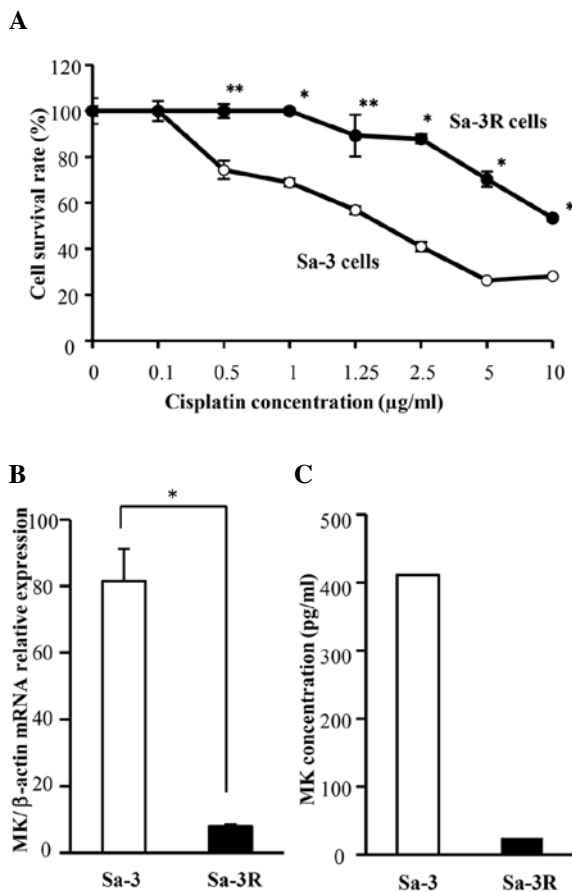 A
120
100
80
60
40
20
0
Cell survival rate (%)
** * ** * * *
Sa-3R cells
Sa-3 cells
0 0.1 0.5 1 1.25 2.5 5 10
Cisplatin concentration (µg/ml)
B
*
100
80
60
40
20
0
MK/ β-actin mRNA relative expression
Sa-3 Sa-3R
C
500
400
300
200
100
0
MK concentration (pg/ml)
Sa-3 Sa-3R